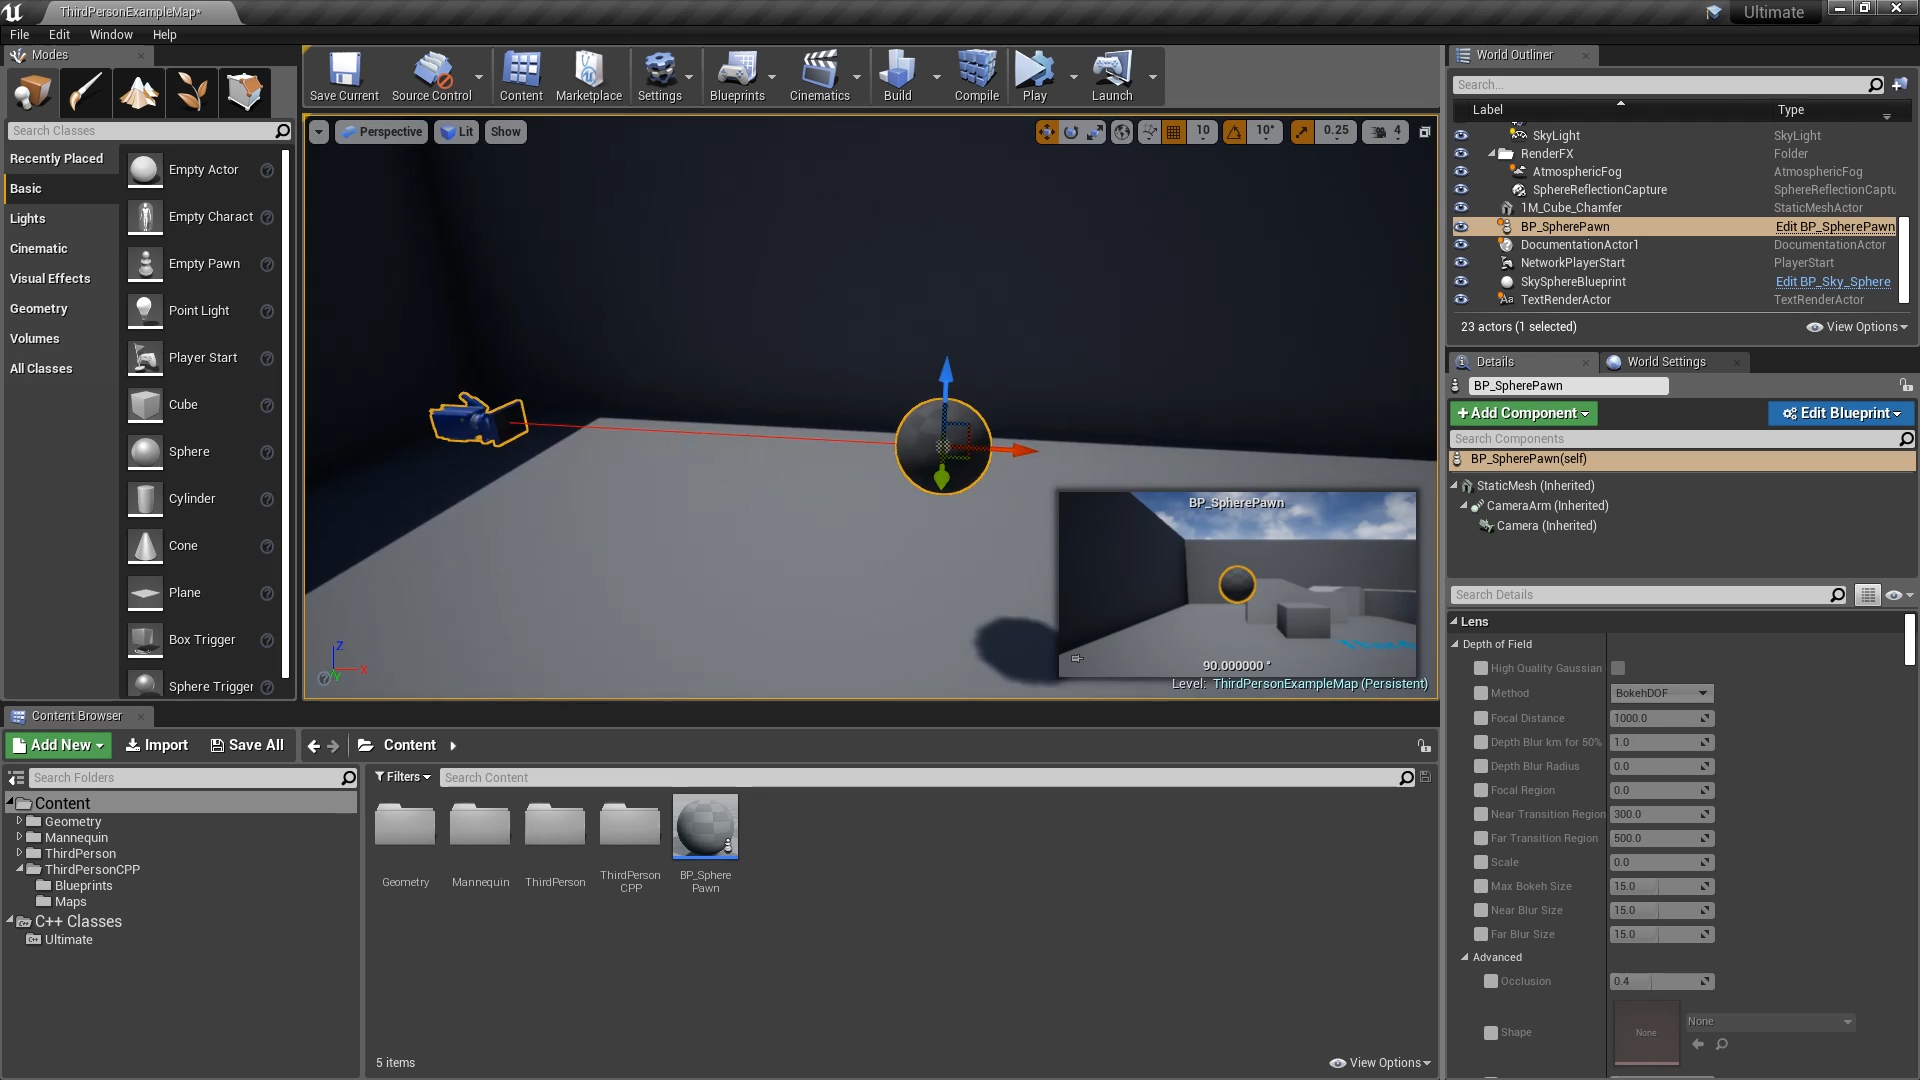 ThirdPersonExampleMap*
Ultimate
File Edit Window Help
Modes
Search Classes
Recently Placed
Basic
Lights
Cinematic
Visual Effects
Geometry
Volumes
All Classes
Empty Actor
Empty Charact
Empty Pawn
Point Light
Player Start
Cube
Sphere
Cylinder
Cone
Plane
Box Trigger
Sphere Trigger
Save Current
Source Control
Content
Marketplace
Settings
Blueprints
Cinematics
Build
Compile
Play
Launch
Perspective
Lit
Show
10
10°
0.25
4
BP_SpherePawn
90.000000 °
Level: ThirdPersonExampleMap (Persistent)
Z
X
Y
World Outliner
Search...
Label Type
SkyLight SkyLight
RenderFX Folder
AtmosphericFog AtmosphericFog
SphereReflectionCapture SphereReflectionCaptu
1M_Cube_Chamfer StaticMeshActor
BP_SpherePawn Edit BP_SpherePawn
DocumentationActor1 DocumentationActor
NetworkPlayerStart PlayerStart
SkySphereBlueprint Edit BP_Sky_Sphere
TextRenderActor TextRenderActor
23 actors (1 selected)
View Options
Details
World Settings
BP_SpherePawn
+Add Component
Edit Blueprint
Search Components
BP_SpherePawn(self)
StaticMesh (Inherited)
CameraArm (Inherited)
Camera (Inherited)
Search Details
Lens
Depth of Field
High Quality Gaussian
Method BokehDOF
Focal Distance 1000.0
Depth Blur km for 50% 1.0
Depth Blur Radius 0.0
Focal Region 0.0
Near Transition Region 300.0
Far Transition Region 500.0
Scale 0.0
Max Bokeh Size 15.0
Near Blur Size 15.0
Far Blur Size 15.0
Advanced
Occlusion 0.4
Shape None None
Content Browser
Add New
Import
Save All
Content
Search Folders
Content
Geometry
Mannequin
ThirdPerson
ThirdPersonCPP
Blueprints
Maps
C++ Classes
Ultimate
Filters
Search Content
Geometry
Mannequin
ThirdPerson
ThirdPerson
CPP
BP_Sphere
Pawn
5 items
View Options